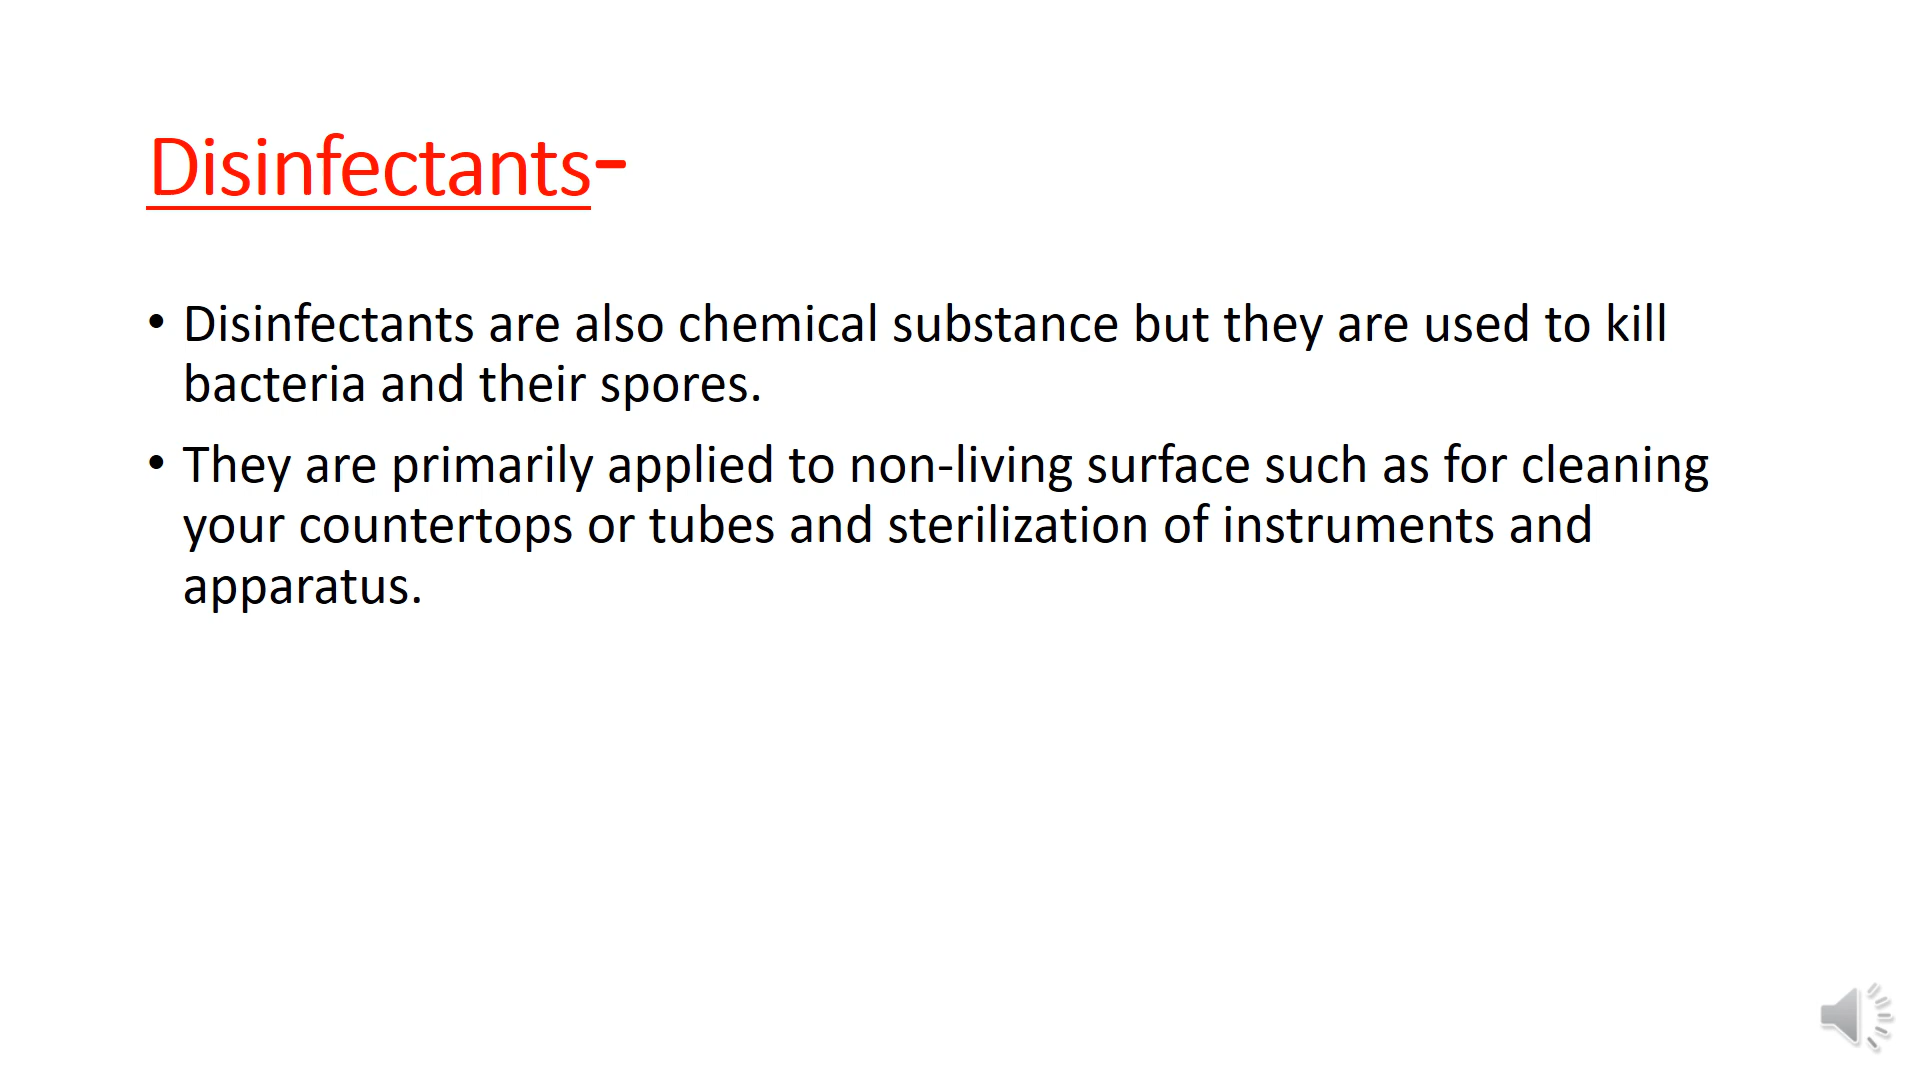 Disinfectants-
• Disinfectants are also chemical substance but they are used to kill
bacteria and their spores.
• They are primarily applied to non-living surface such as for cleaning
your countertops or tubes and sterilization of instruments and
apparatus.